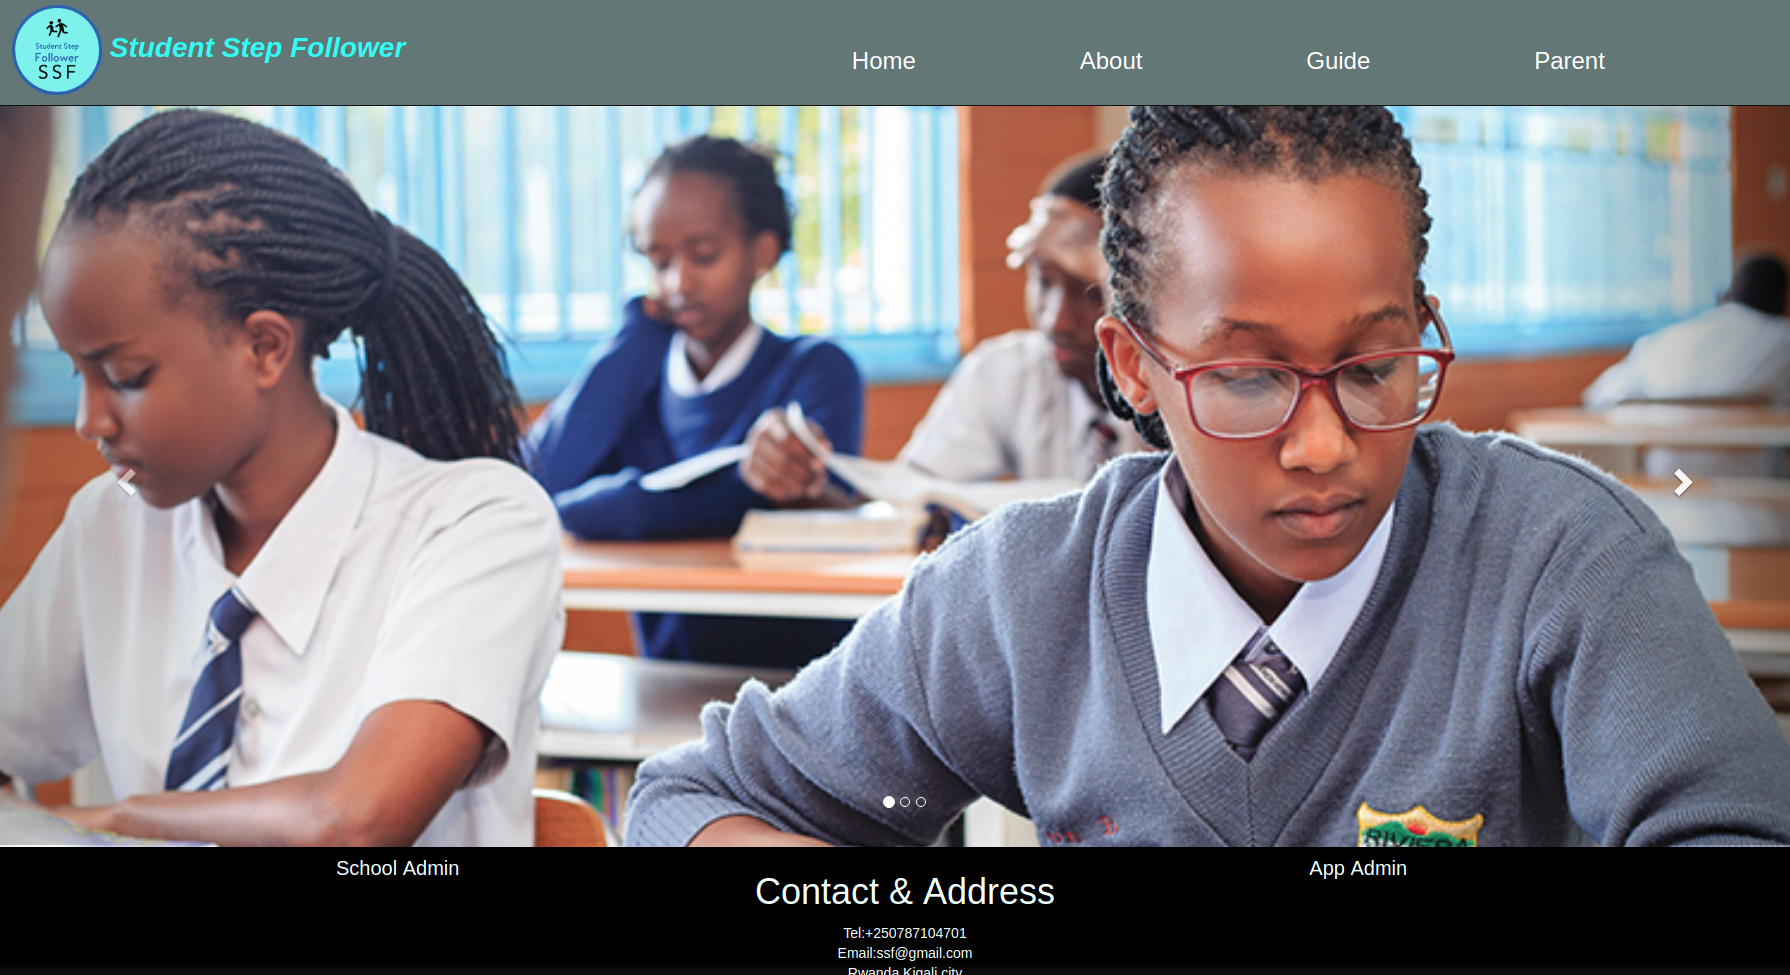 Student Step
Follower
SSF
Student Step Follower
Home
About
Guide
Parent
RIVIERA
School Admin
App Admin
Contact & Address
Tel:+250787104701
Email:ssf@gmail.com
Rwanda Kigali city